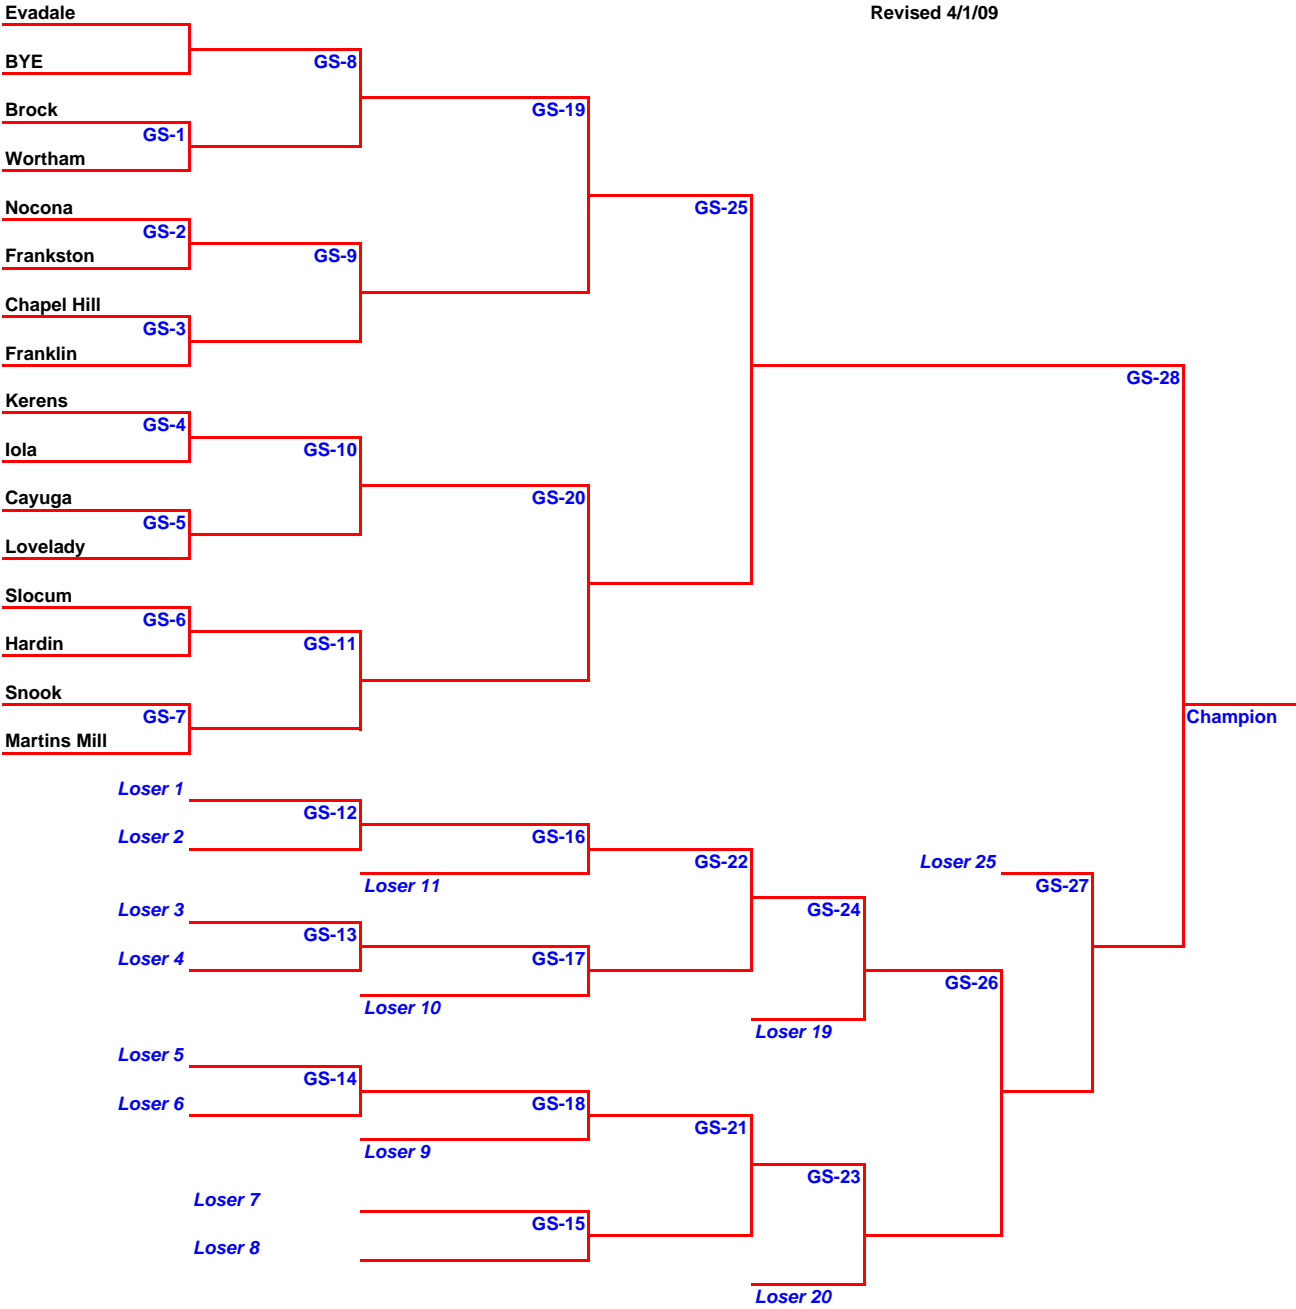 Evadale
Revised 4/1/09
BYE
GS-8
Brock
GS-19
GS-1
Wortham
Nocona
GS-25
GS-2
Frankston
GS-9
Chapel Hill
GS-3
Franklin
GS-28
Kerens
GS-4
Iola
GS-10
Cayuga
GS-20
GS-5
Lovelady
Slocum
GS-6
Hardin
GS-11
Snook
GS-7
Champion
Martins Mill
Loser 1
GS-12
Loser 2
GS-16
GS-22
Loser 25
Loser 11
GS-27
Loser 3
GS-24
GS-13
Loser 4
GS-17
GS-26
Loser 10
Loser 19
Loser 5
GS-14
Loser 6
GS-18
GS-21
Loser 9
GS-23
Loser 7
GS-15
Loser 8
Loser 20